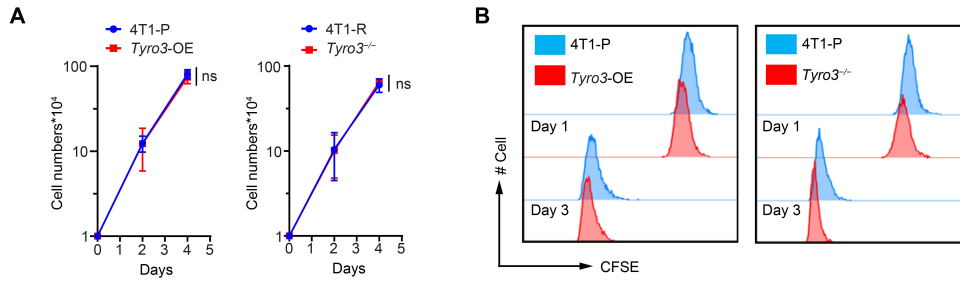 A
4T1-P
Tyro3-OE
Cell numbers*10⁴
100
10
1
ns
0 1 2 3 4 5
Days
4T1-R
Tyro3⁻/⁻
Cell numbers*10⁴
100
10
1
ns
0 1 2 3 4 5
Days
B
# Cell
4T1-P
Tyro3-OE
Day 1
Day 3
4T1-P
Tyro3⁻/⁻
Day 1
Day 3
CFSE